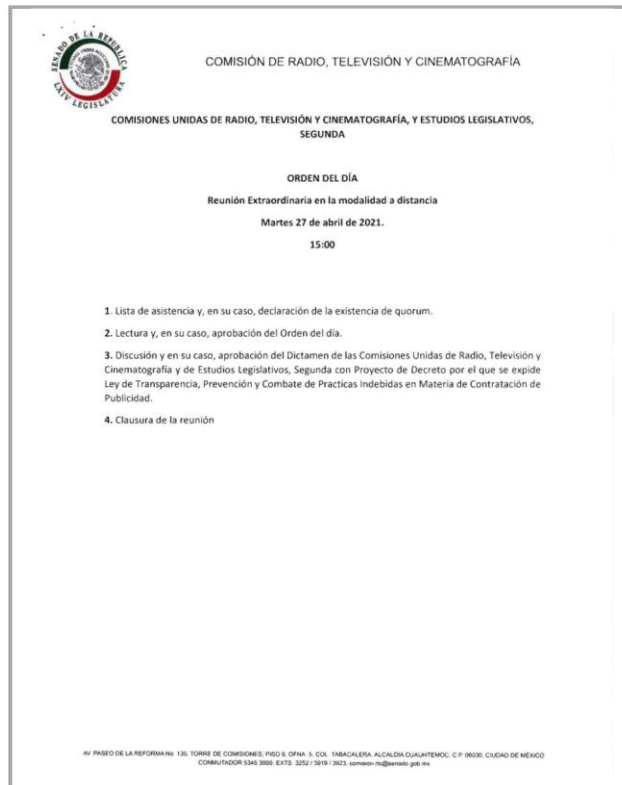 SENADO DE LA REPÚBLICA
LXIV LEGISLATURA
COMISIÓN DE RADIO, TELEVISIÓN Y CINEMATOGRAFÍA
COMISIONES UNIDAS DE RADIO, TELEVISIÓN Y CINEMATOGRAFÍA, Y ESTUDIOS LEGISLATIVOS,
SEGUNDA
ORDEN DEL DÍA
Reunión Extraordinaria en la modalidad a distancia
Martes 27 de abril de 2021.
15:00
1. Lista de asistencia y, en su caso, declaración de la existencia de quorum.
2. Lectura y, en su caso, aprobación del Orden del día.
3. Discusión y en su caso, aprobación del Dictamen de las Comisiones Unidas de Radio, Televisión y
Cinematografía y de Estudios Legislativos, Segunda con Proyecto de Decreto por el que se expide
Ley de Transparencia, Prevención y Combate de Practicas Indebidas en Materia de Contratación de
Publicidad.
4. Clausura de la reunión
AV. PASEO DE LA REFORMA No. 135, TORRE DE COMISIONES, PISO 9, OFNA. 5, COL. TABACALERA, ALCALDÍA CUAUHTEMOC, C.P 06030, CIUDAD DE MÉXICO
CONMUTADOR 5345 3000, EXTS. 3252 / 3919 / 3923, comision.rtc@senado.gob.mx